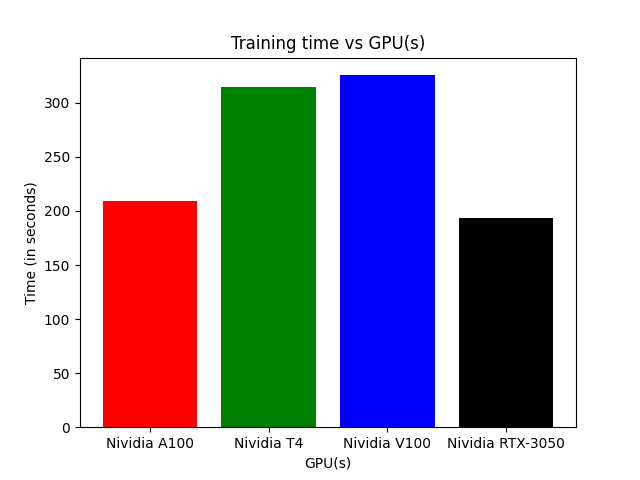 Training time vs GPU(s)
Time (in seconds)
300
250
200
150
100
50
0
Nividia A100
Nividia T4
Nividia V100
Nividia RTX-3050
GPU(s)